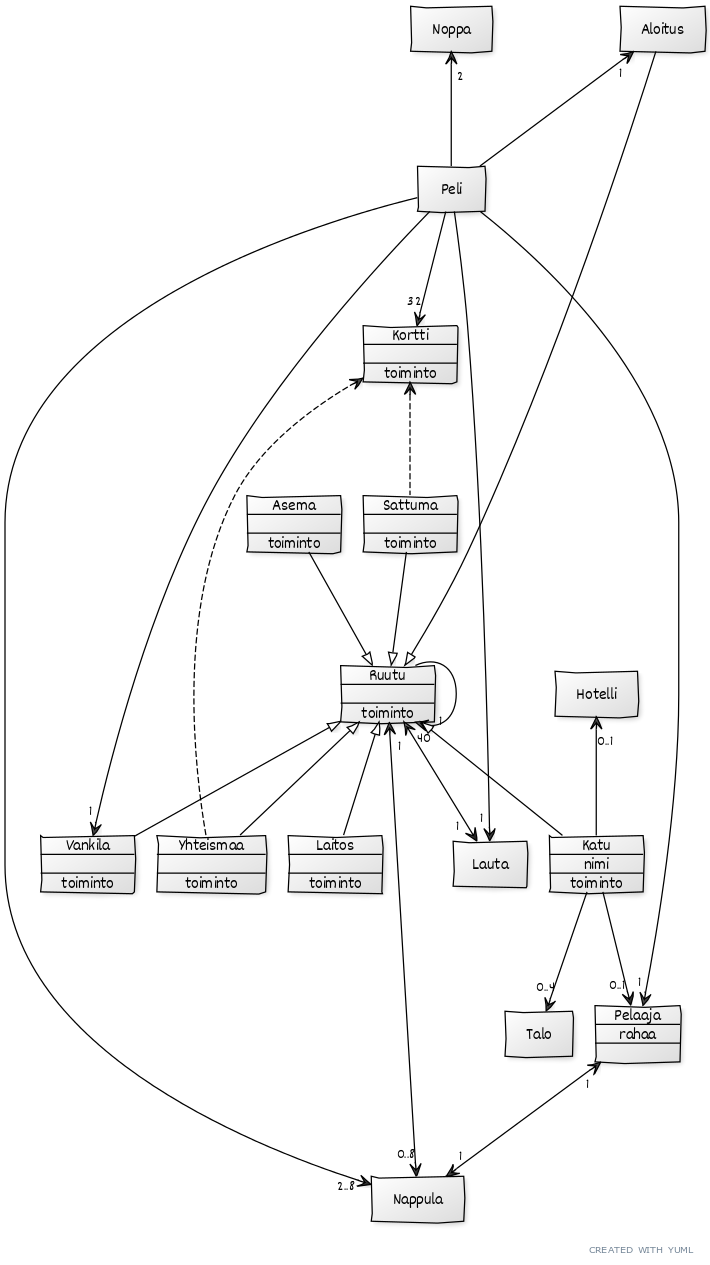 Noppa
Aloitus
2
1
Peli
32
Kortti
toiminto
Asema
toiminto
Sattuma
toiminto
Ruutu
toiminto
1
Hotelli
40
1
0..1
1
1
1
Vankila
toiminto
Yhteismaa
toiminto
Laitos
toiminto
Lauta
Katu
nimi
toiminto
0..4
0..1
1
Talo
Pelaaja
rahaa
1
0..8
1
2..8
Nappula
CREATED WITH YUML